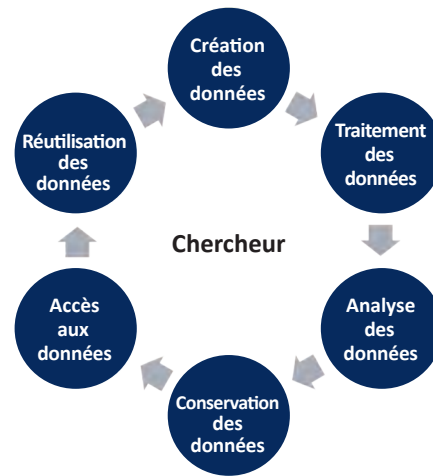 Création
des
données
Traitement
des
données
Analyse
des
données
Conservation
des
données
Accès
aux
données
Réutilisation
des
données
Chercheur